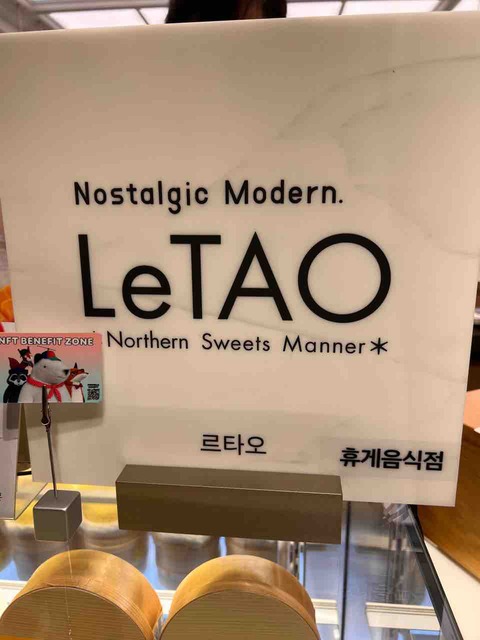 Nostalgic Modern.
LeTAO
* Northern Sweets Manner*
NFT BENEFIT ZONE
르타오
휴게음식점